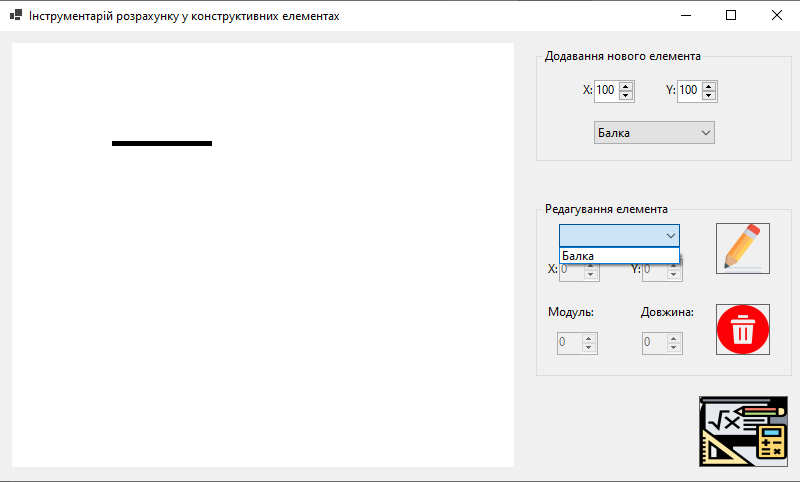 Інструментарій розрахунку у конструктивних елементах
Додавання нового елемента
X: 100 Y: 100
Балка
Редагування елемента
Балка
X: 0 Y: 0
Модуль: Довжина:
0 0
√x